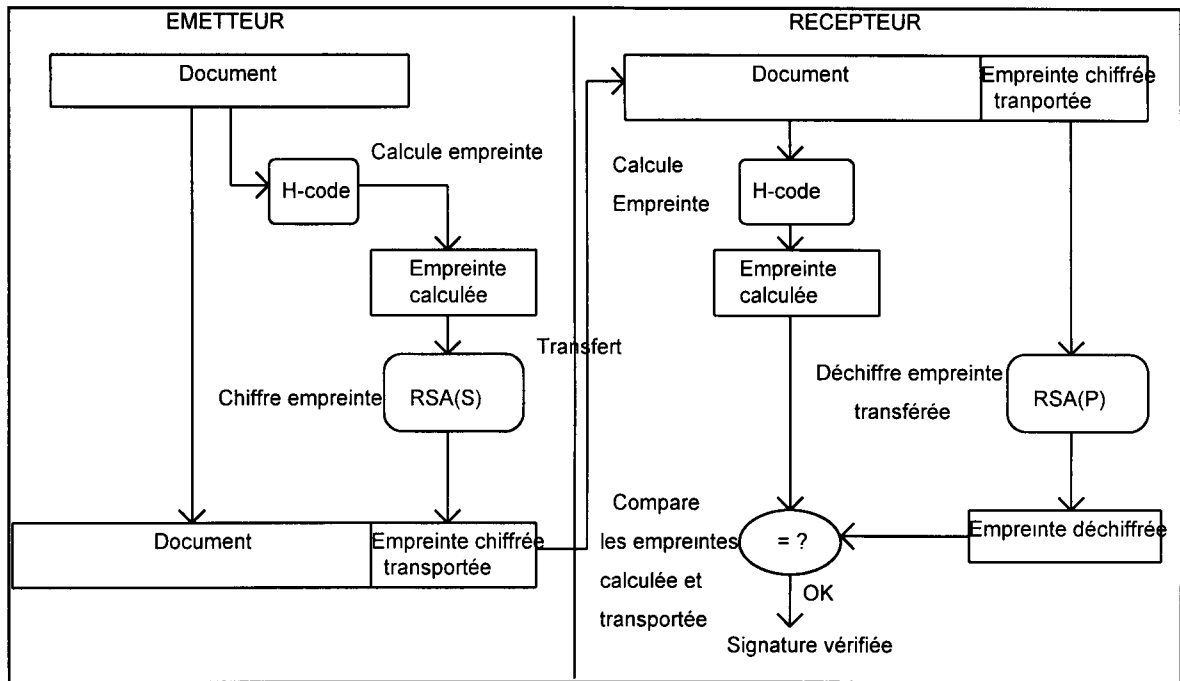 EMETTEUR
Document
Calcule empreinte
H-code
Empreinte
calculée
Chiffre empreinte
RSA(S)
Document
Empreinte chiffrée
transportée
Transfert
RECEPTEUR
Document
Empreinte chiffrée
tranportée
Calcule
Empreinte
H-code
Empreinte
calculée
Déchiffre empreinte
transférée
RSA(P)
Empreinte déchiffrée
Compare
les empreintes
calculée et
transportée
= ?
OK
Signature vérifiée